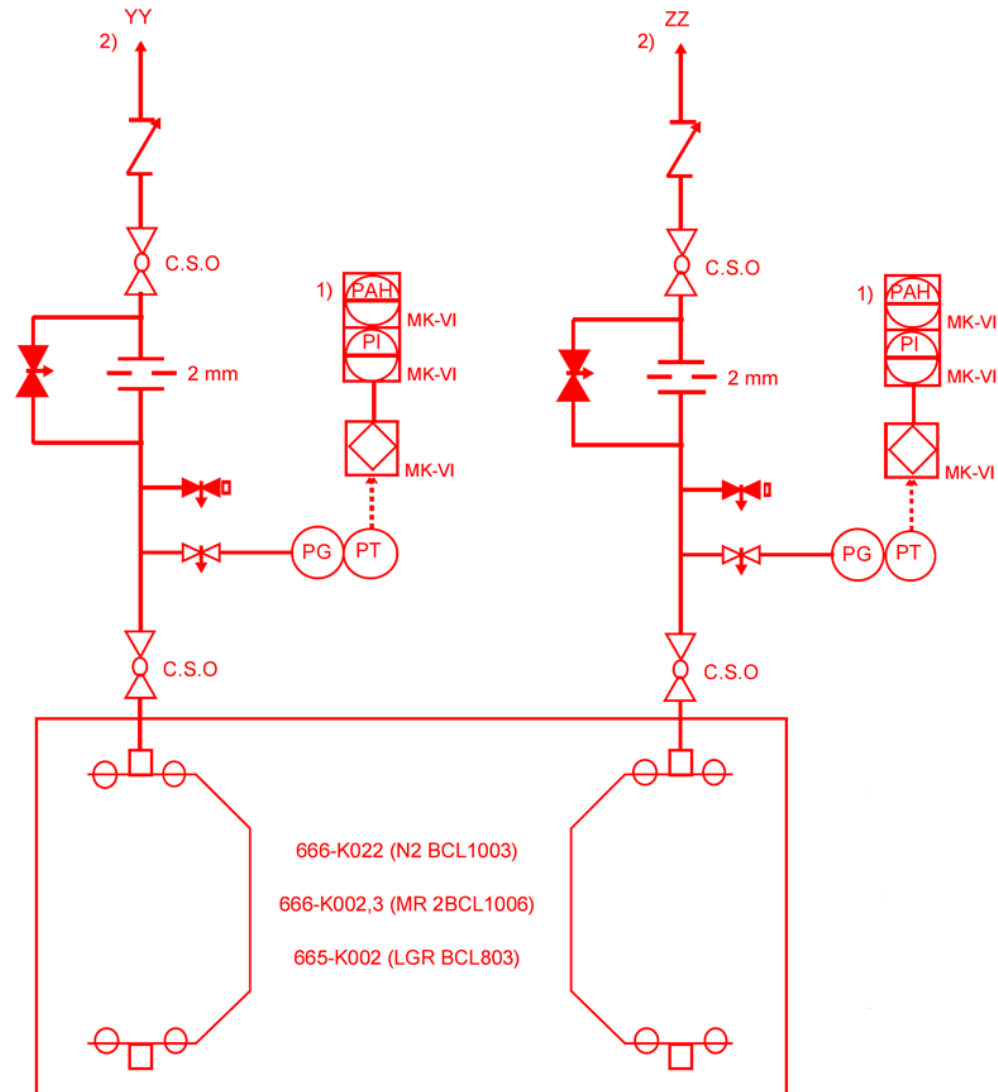 YY
ZZ
2)
2)
C.S.O
C.S.O
1)
PAH
MK-VI
PI
MK-VI
1)
PAH
MK-VI
PI
MK-VI
2 mm
2 mm
MK-VI
MK-VI
PG
PT
PG
PT
C.S.O
C.S.O
666-K022 (N2 BCL1003)
666-K002,3 (MR 2BCL1006)
665-K002 (LGR BCL803)